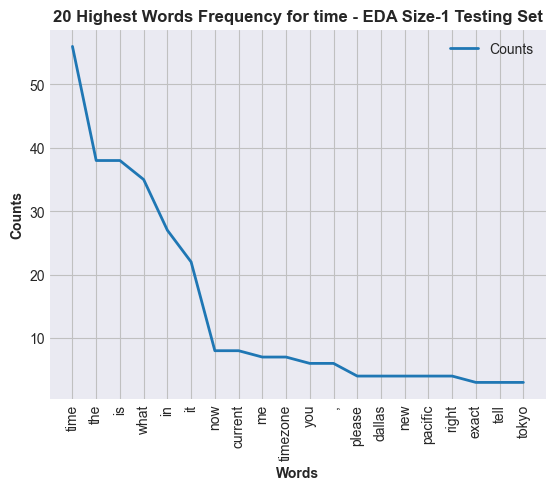 20 Highest Words Frequency for time - EDA Size-1 Testing Set
Counts
50
40
30
20
10
Counts
time
the
is
what
in
it
now
current
me
timezone
you
,
please
dallas
new
pacific
right
exact
tell
tokyo
Words